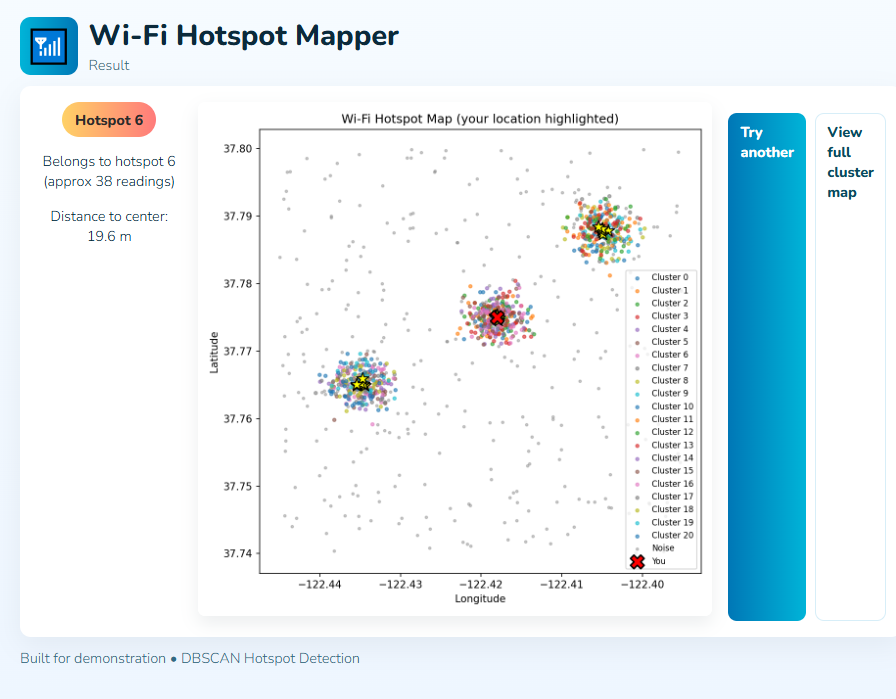 Wi-Fi Hotspot Mapper
Result
Hotspot 6
Belongs to hotspot 6
(approx 38 readings)
Distance to center:
19.6 m
Wi-Fi Hotspot Map (your location highlighted)
37.80
37.79
37.78
37.77
37.76
37.75
37.74
Latitude
−122.44
−122.43
−122.42
−122.41
−122.40
Longitude
Cluster 0
Cluster 1
Cluster 2
Cluster 3
Cluster 4
Cluster 5
Cluster 6
Cluster 7
Cluster 8
Cluster 9
Cluster 10
Cluster 11
Cluster 12
Cluster 13
Cluster 14
Cluster 15
Cluster 16
Cluster 17
Cluster 18
Cluster 19
Cluster 20
Noise
You
Try
another
View
full
cluster
map
Built for demonstration • DBSCAN Hotspot Detection